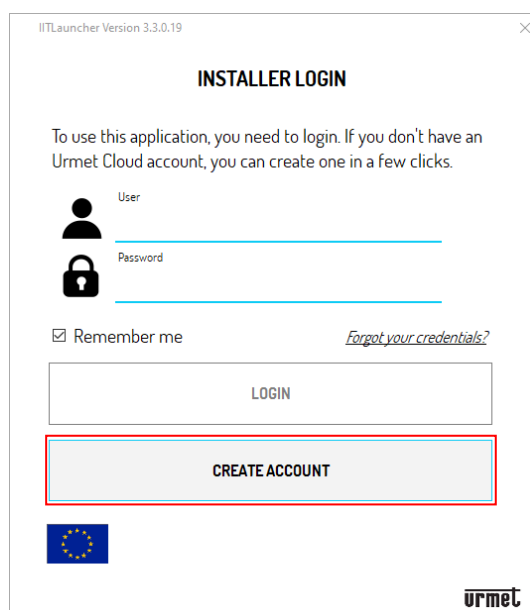 IITLauncher Version 3.3.0.19
INSTALLER LOGIN
To use this application, you need to login. If you don't have an
Urmet Cloud account, you can create one in a few clicks.
User
Password
Remember me
Forgot your credentials?
LOGIN
CREATE ACCOUNT
urmet